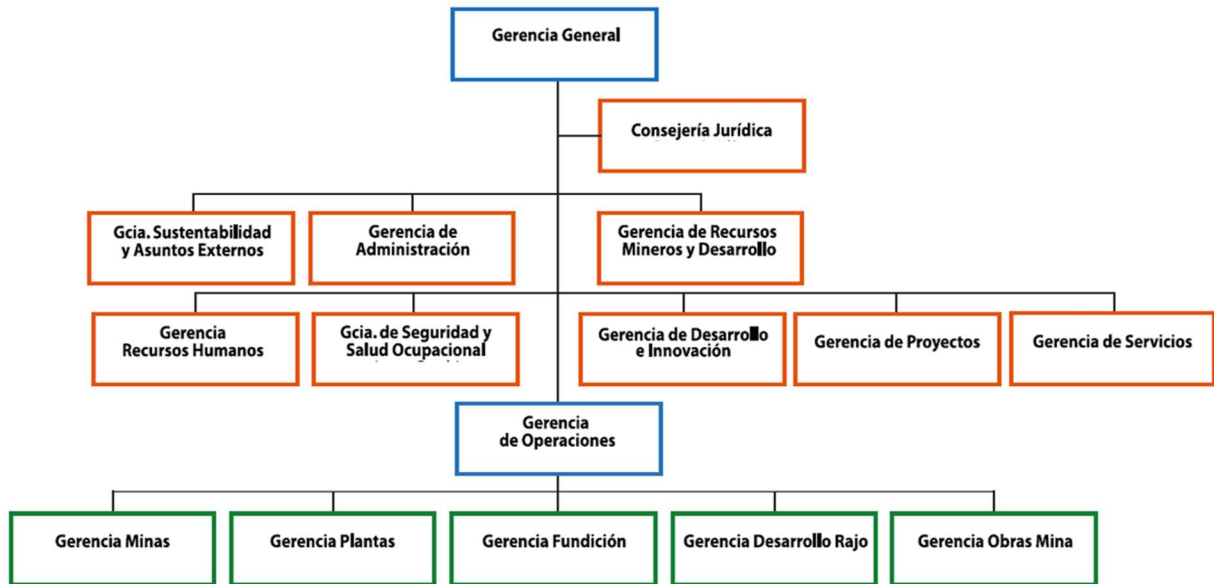 Gerencia General
Consejería Jurídica
Gcia. Sustentabilidad
y Asuntos Externos
Gerencia de
Administración
Gerencia de Recursos
Mineros y Desarrollo
Gerencia
Recursos Humanos
Gcia. de Seguridad y
Salud Ocupacional
Gerencia de Desarrollo
e Innovación
Gerencia de Proyectos
Gerencia de Servicios
Gerencia
de Operaciones
Gerencia Minas
Gerencia Plantas
Gerencia Fundición
Gerencia Desarrollo Rajo
Gerencia Obras Mina